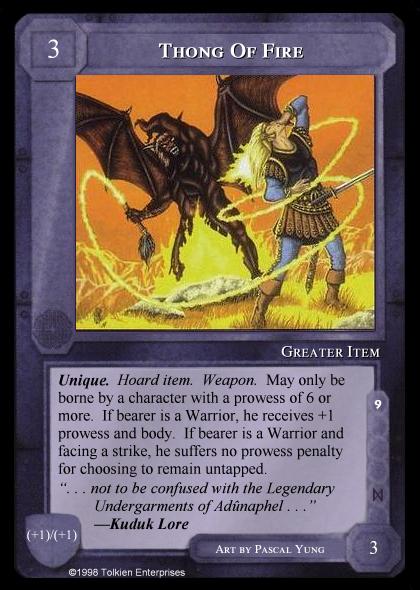 3
THONG OF FIRE
GREATER ITEM
Unique. Hoard item. Weapon. May only be
borne by a character with a prowess of 6 or
more. If bearer is a Warrior, he receives +1
prowess and body. If bearer is a Warrior and
facing a strike, he suffers no prowess penalty
for choosing to remain untapped.
“. . . not to be confused with the Legendary
Undergarments of Adûnaphel . . .”
—Kuduk Lore
9
(+1)/(+1)
ART BY PASCAL YUNG
3
©1998 Tolkien Enterprises